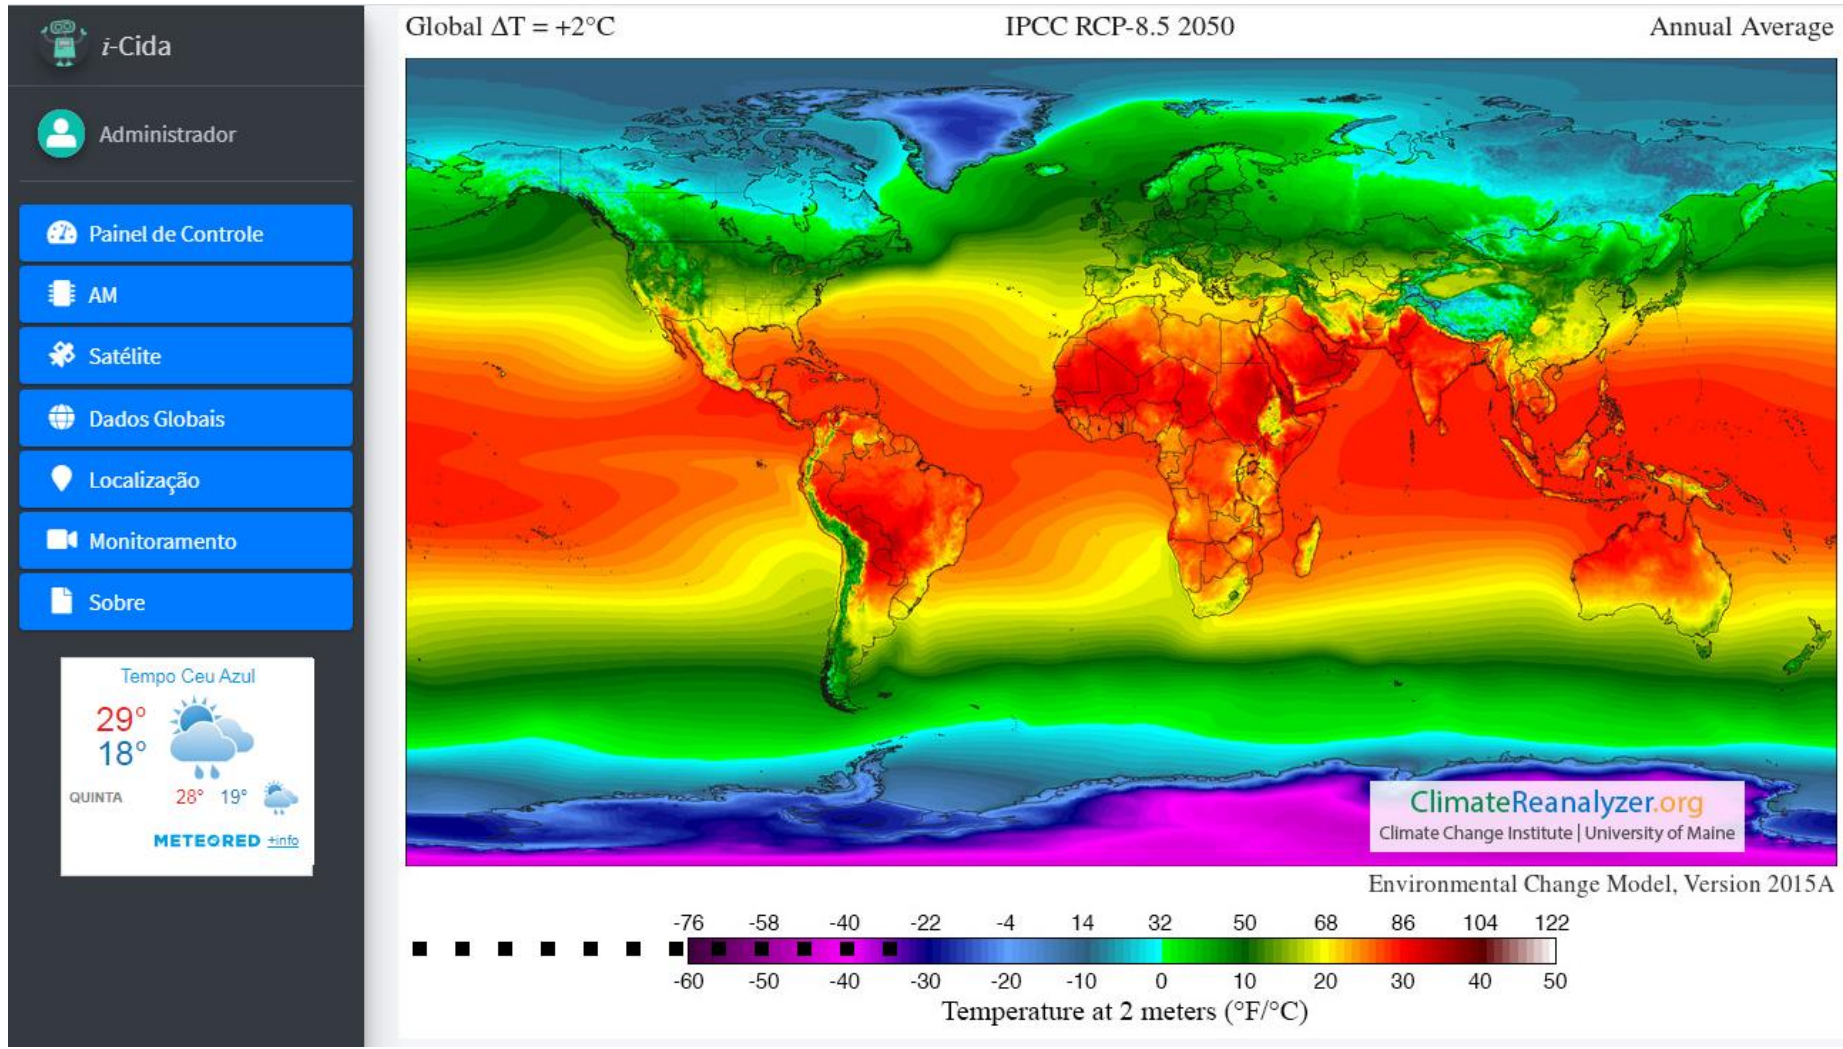 i-Cida
Administrador
Painel de Controle
AM
Satélite
Dados Globais
Localização
Monitoramento
Sobre
Tempo Ceu Azul
29°
18°
QUINTA 28° 19°
METEORED +info
Global ΔT = +2°C IPCC RCP-8.5 2050 Annual Average
ClimateReanalyzer.org
Climate Change Institute | University of Maine
Environmental Change Model, Version 2015A
-76 -58 -40 -22 -4 14 32 50 68 86 104 122
-60 -50 -40 -30 -20 -10 0 10 20 30 40 50
Temperature at 2 meters (°F/°C)